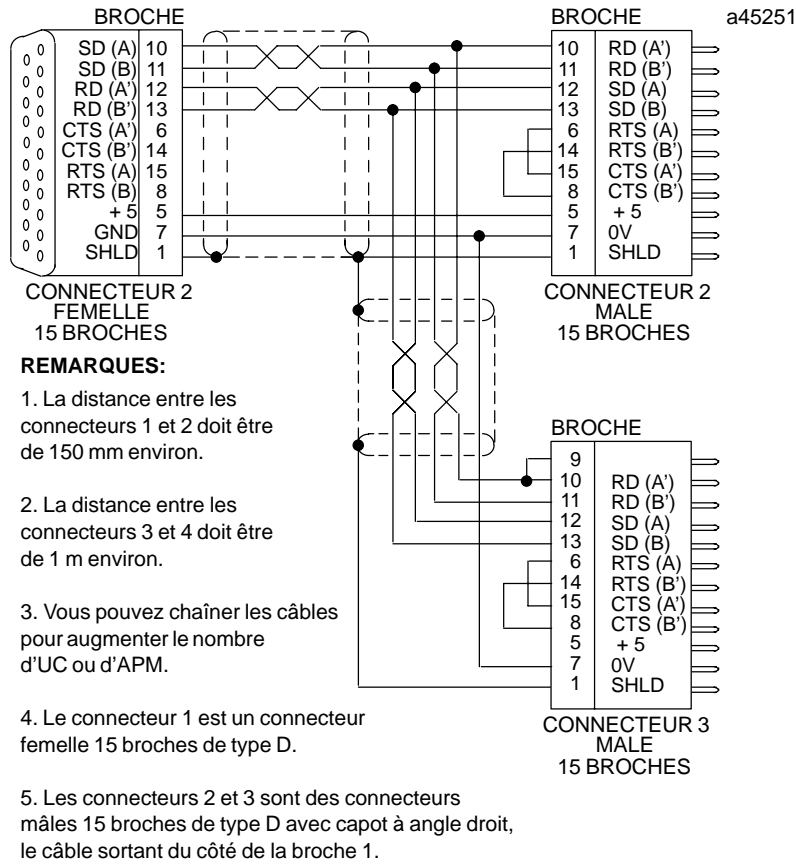 BROCHE BROCHE a45251
SD (A) 10 10 RD (A')
SD (B) 11 11 RD (B')
RD (A') 12 12 SD (A)
RD (B') 13 13 SD (B)
CTS (A') 6 6 RTS (A)
CTS (B') 14 14 RTS (B')
RTS (A) 15 15 CTS (A')
RTS (B) 8 8 CTS (B')
+ 5 5 5 + 5
GND 7 7 0V
SHLD 1 1 SHLD
CONNECTEUR 2
FEMELLE
15 BROCHES
CONNECTEUR 2
MALE
15 BROCHES
REMARQUES:
1. La distance entre les
connecteurs 1 et 2 doit être
de 150 mm environ.
2. La distance entre les
connecteurs 3 et 4 doit être
de 1 m environ.
3. Vous pouvez chaîner les câbles
pour augmenter le nombre
d'UC ou d'APM.
4. Le connecteur 1 est un connecteur
femelle 15 broches de type D.
5. Les connecteurs 2 et 3 sont des connecteurs
mâles 15 broches de type D avec capot à angle droit,
le câble sortant du côté de la broche 1.
BROCHE
9
10 RD (A')
11 RD (B')
12 SD (A)
13 SD (B)
6 RTS (A)
14 RTS (B')
15 CTS (A')
8 CTS (B')
5 + 5
7 0V
1 SHLD
CONNECTEUR 3
MALE
15 BROCHES